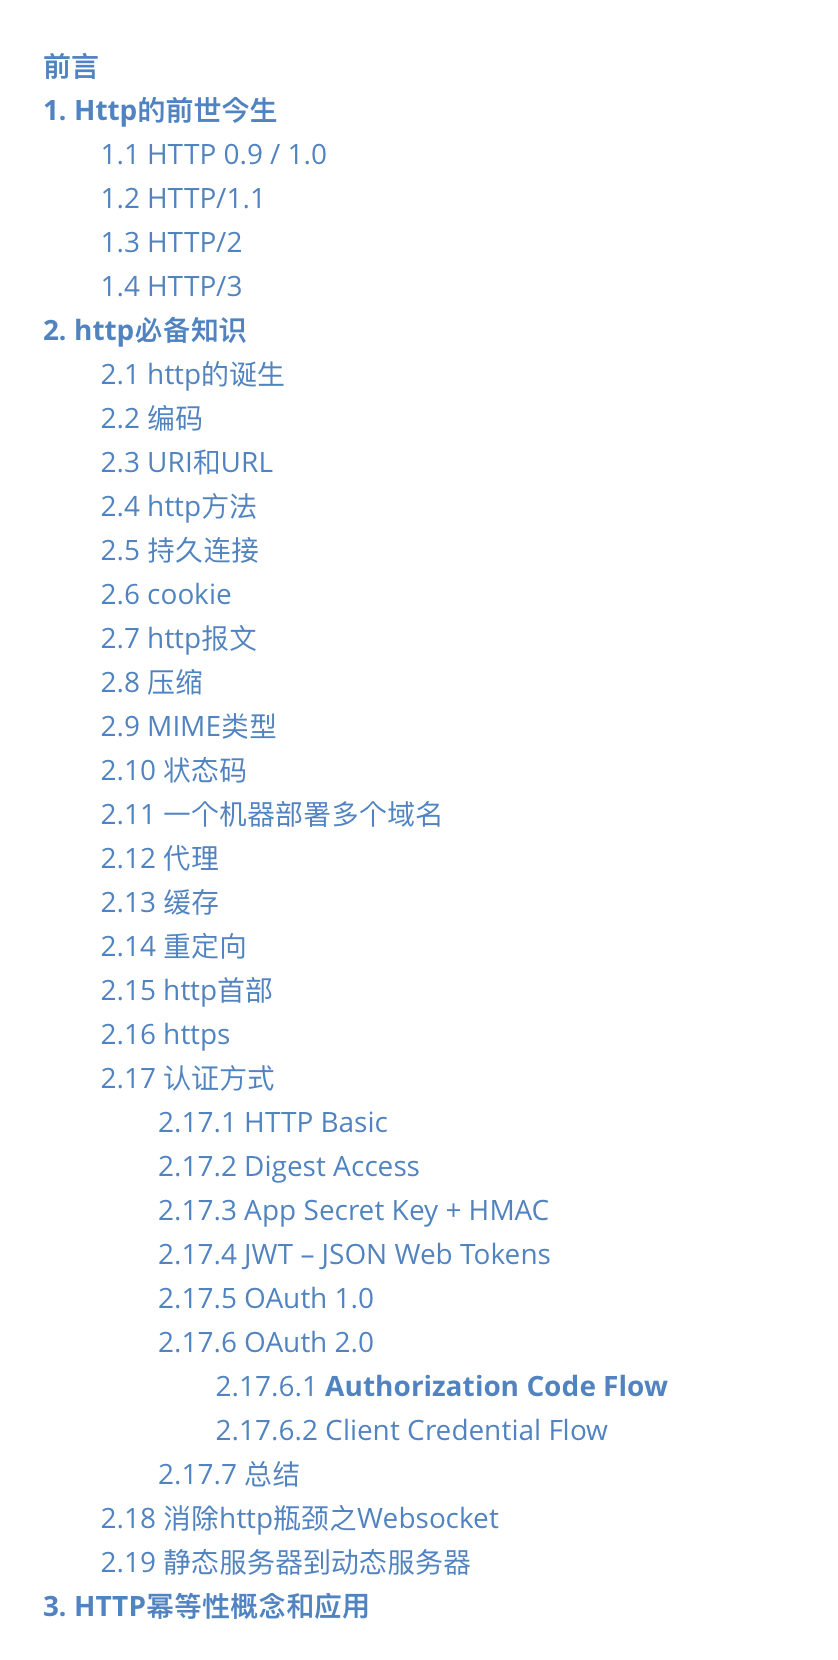 前言
1. Http的前世今生
1.1 HTTP 0.9 / 1.0
1.2 HTTP/1.1
1.3 HTTP/2
1.4 HTTP/3
2. http必备知识
2.1 http的诞生
2.2 编码
2.3 URI和URL
2.4 http方法
2.5 持久连接
2.6 cookie
2.7 http报文
2.8 压缩
2.9 MIME类型
2.10 状态码
2.11 一个机器部署多个域名
2.12 代理
2.13 缓存
2.14 重定向
2.15 http首部
2.16 https
2.17 认证方式
2.17.1 HTTP Basic
2.17.2 Digest Access
2.17.3 App Secret Key + HMAC
2.17.4 JWT – JSON Web Tokens
2.17.5 OAuth 1.0
2.17.6 OAuth 2.0
2.17.6.1 Authorization Code Flow
2.17.6.2 Client Credential Flow
2.17.7 总结
2.18 消除http瓶颈之Websocket
2.19 静态服务器到动态服务器
3. HTTP幂等性概念和应用